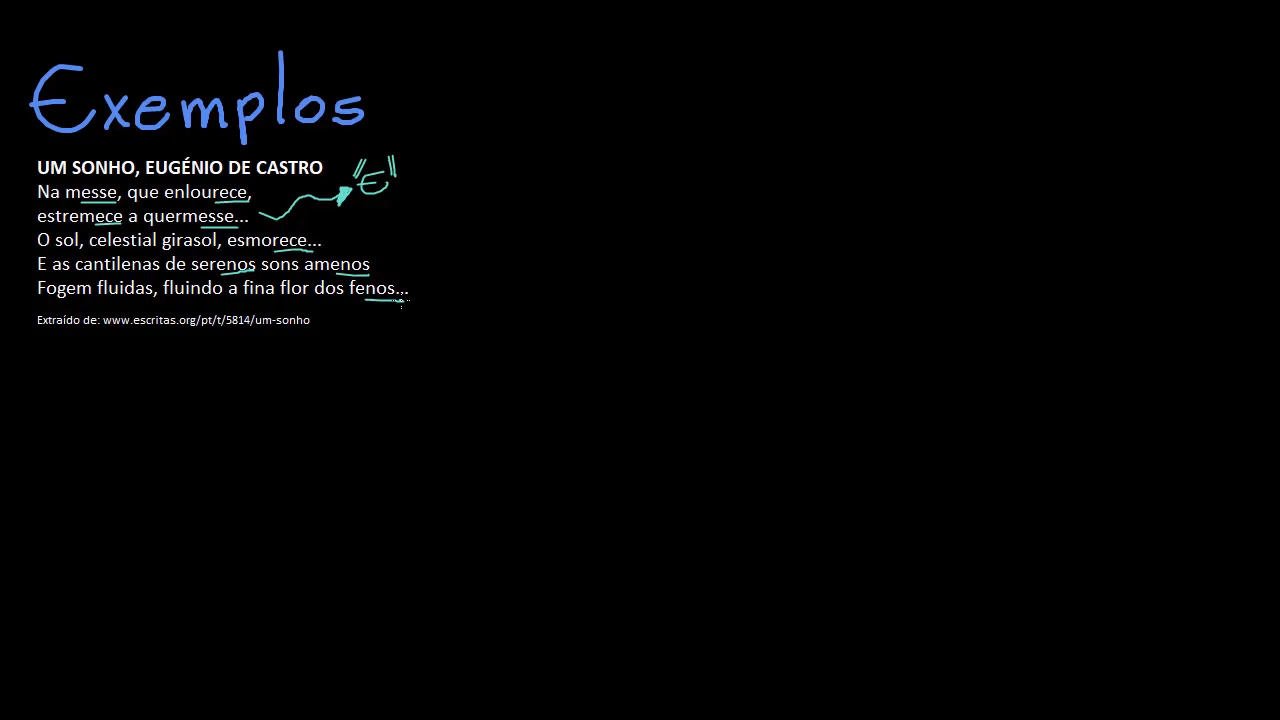 Exemplos
UM SONHO, EUGÉNIO DE CASTRO
"E"
Na messe, que enlourece,
estremece a quermesse...
O sol, celestial girasol, esmorece...
E as cantilenas de serenos sons amenos
Fogem fluidas, fluindo a fina flor dos fenos...
Extraído de: www.escritas.org/pt/t/5814/um-sonho